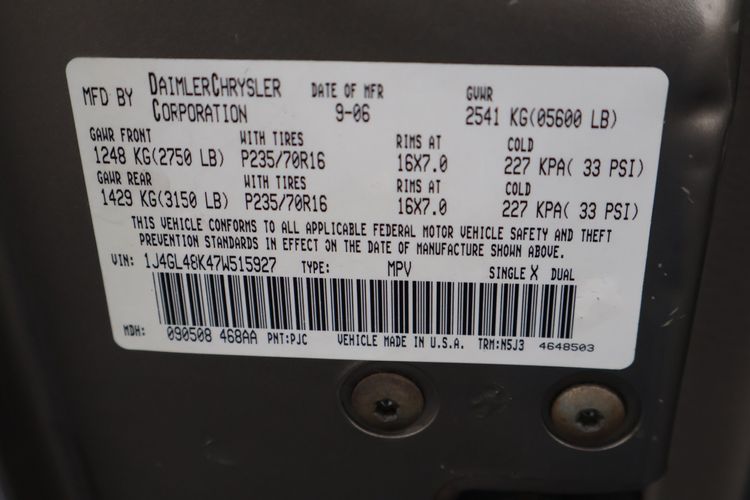 MFD BY DAIMLERCHRYSLER CORPORATION DATE OF MFR 9-06 GVWR 2541 KG(05600 LB)
GAWR FRONT WITH TIRES RIMS AT COLD
1248 KG(2750 LB) P235/70R16 16X7.0 227 KPA( 33 PSI)
GAWR REAR WITH TIRES RIMS AT COLD
1429 KG(3150 LB) P235/70R16 16X7.0 227 KPA( 33 PSI)
THIS VEHICLE CONFORMS TO ALL APPLICABLE FEDERAL MOTOR VEHICLE SAFETY AND THEFT
PREVENTION STANDARDS IN EFFECT ON THE DATE OF MANUFACTURE SHOWN ABOVE.
VIN: 1J4GL48K47W515927 TYPE: MPV SINGLE X DUAL
MDH: 090508 468AA PNT:PJC VEHICLE MADE IN U.S.A. TRM:N5J3 4648503